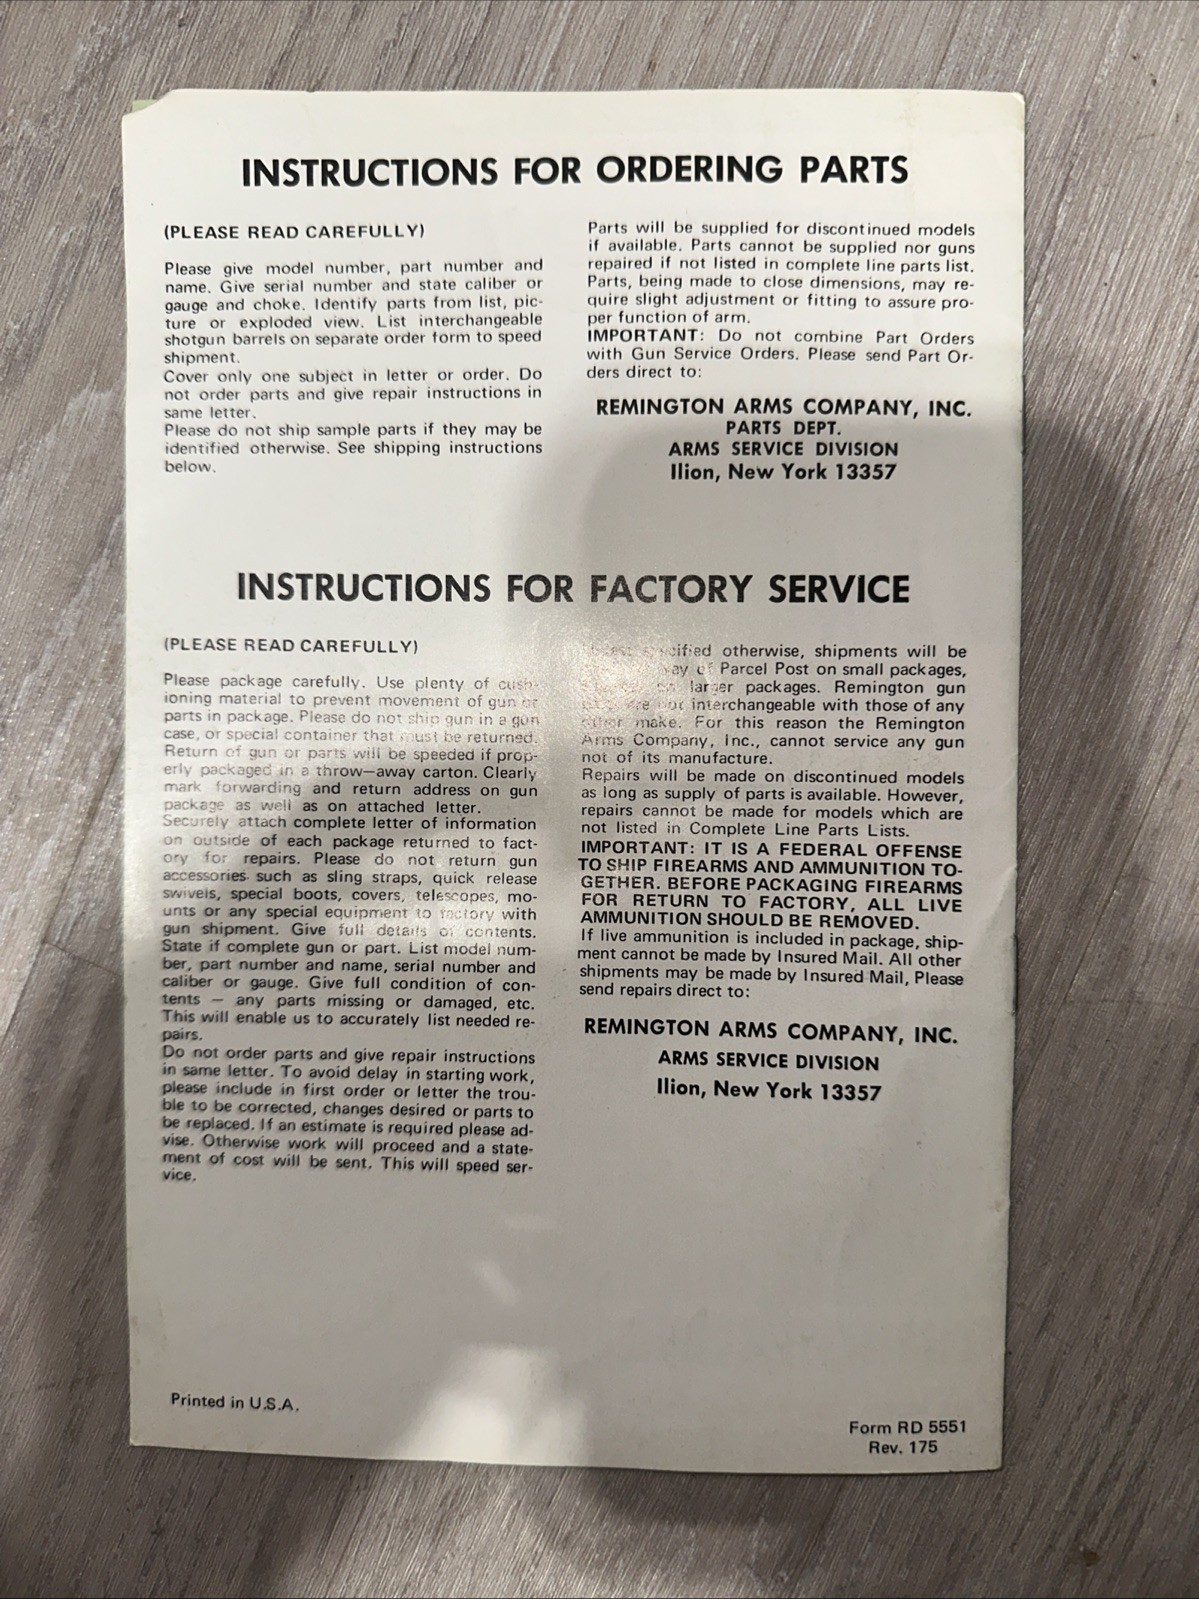 INSTRUCTIONS FOR ORDERING PARTS
(PLEASE READ CAREFULLY)
Please give model number, part number and
name. Give serial number and state caliber or
gauge and choke. Identify parts from list, pic-
ture or exploded view. List interchangeable
shotgun barrels on separate order form to speed
shipment.
Cover only one subject in letter or order. Do
not order parts and give repair instructions in
same letter.
Please do not ship sample parts if they may be
identified otherwise. See shipping instructions
below.
Parts will be supplied for discontinued models
if available. Parts cannot be supplied nor guns
repaired if not listed in complete line parts list.
Parts, being made to close dimensions, may re-
quire slight adjustment or fitting to assure pro-
per function of arm.
IMPORTANT: Do not combine Part Orders
with Gun Service Orders. Please send Part Or-
ders direct to:
REMINGTON ARMS COMPANY, INC.
PARTS DEPT.
ARMS SERVICE DIVISION
Ilion, New York 13357
INSTRUCTIONS FOR FACTORY SERVICE
(PLEASE READ CAREFULLY)
Please package carefully. Use plenty of cush-
ioning material to prevent movement of gun or
parts in package. Please do not ship gun in a gun
case, or special container that must be returned.
Return of gun or parts will be speeded if prop-
erly packaged in a throw—away carton. Clearly
mark forwarding and return address on gun
package as well as on attached letter.
Securely attach complete letter of information
on outside of each package returned to fact-
ory for repairs. Please do not return gun
accessories such as sling straps, quick release
swivels, special boots, covers, telescopes, mo-
unts or any special equipment to factory with
gun shipment. Give full details of contents.
State if complete gun or part. List model num-
ber, part number and name, serial number and
caliber or gauge. Give full condition of con-
tents — any parts missing or damaged, etc.
This will enable us to accurately list needed re-
pairs.
Do not order parts and give repair instructions
in same letter. To avoid delay in starting work,
please include in first order or letter the trou-
ble to be corrected, changes desired or parts to
be replaced. If an estimate is required please ad-
vise. Otherwise work will proceed and a state-
ment of cost will be sent. This will speed ser-
vice.
otherwise, shipments will be
of Parcel Post on small packages,
larger packages. Remington gun
are not interchangeable with those of any
other make. For this reason the Remington
Arms Company, Inc., cannot service any gun
not of its manufacture.
Repairs will be made on discontinued models
as long as supply of parts is available. However,
repairs cannot be made for models which are
not listed in Complete Line Parts Lists.
IMPORTANT: IT IS A FEDERAL OFFENSE
TO SHIP FIREARMS AND AMMUNITION TO-
GETHER. BEFORE PACKAGING FIREARMS
FOR RETURN TO FACTORY, ALL LIVE
AMMUNITION SHOULD BE REMOVED.
If live ammunition is included in package, ship-
ment cannot be made by Insured Mail. All other
shipments may be made by Insured Mail, Please
send repairs direct to:
REMINGTON ARMS COMPANY, INC.
ARMS SERVICE DIVISION
Ilion, New York 13357
Printed in U.S.A.
Form RD 5551
Rev. 175